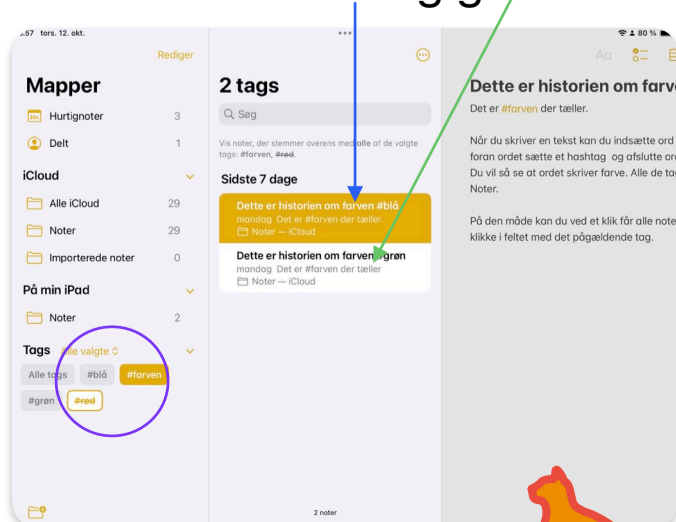 tors. 12. okt.
80 %
Rediger
Mapper
Hurtignoter 3
Delt 1
iCloud
Alle iCloud 29
Noter 29
Importerede noter 0
På min iPad
Noter 2
Tags Alle valgte
Alle tags #blå #farven
#grøn #rød
2 tags
Søg
Vis noter, der stemmer overens med alle af de valgte
tags: #farven, #rød.
Sidste 7 dage
Dette er historien om farven #blå
mandag Det er #farven der tæller.
Noter — iCloud
Dette er historien om farven #grøn
mandag Det er #farven der tæller
Noter — iCloud
2 noter
Aa
Dette er historien om
Det er #farven der tæller.
Når du skriver en tekst kan du indsætte ord
foran ordet sætte et hashtag og afslutte
Du vil så se at ordet skriver farve. Alle de
Noter.
På den måde kan du ved et klik får alle
klikke i feltet med det pågældende tag.